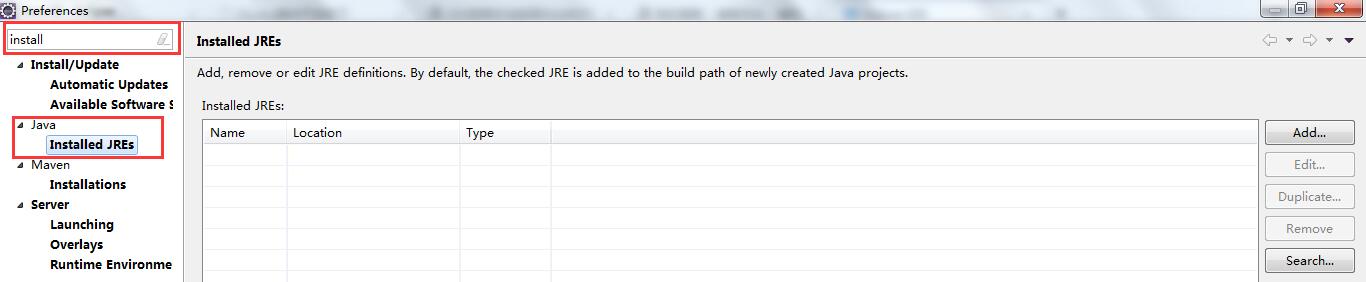 Preferences
install
Install/Update
Automatic Updates
Available Software S
Java
Installed JREs
Maven
Installations
Server
Launching
Overlays
Runtime Environme
Installed JREs
Add, remove or edit JRE definitions. By default, the checked JRE is added to the build path of newly created Java projects.
Installed JREs:
Name Location Type
Add...
Edit...
Duplicate...
Remove
Search...